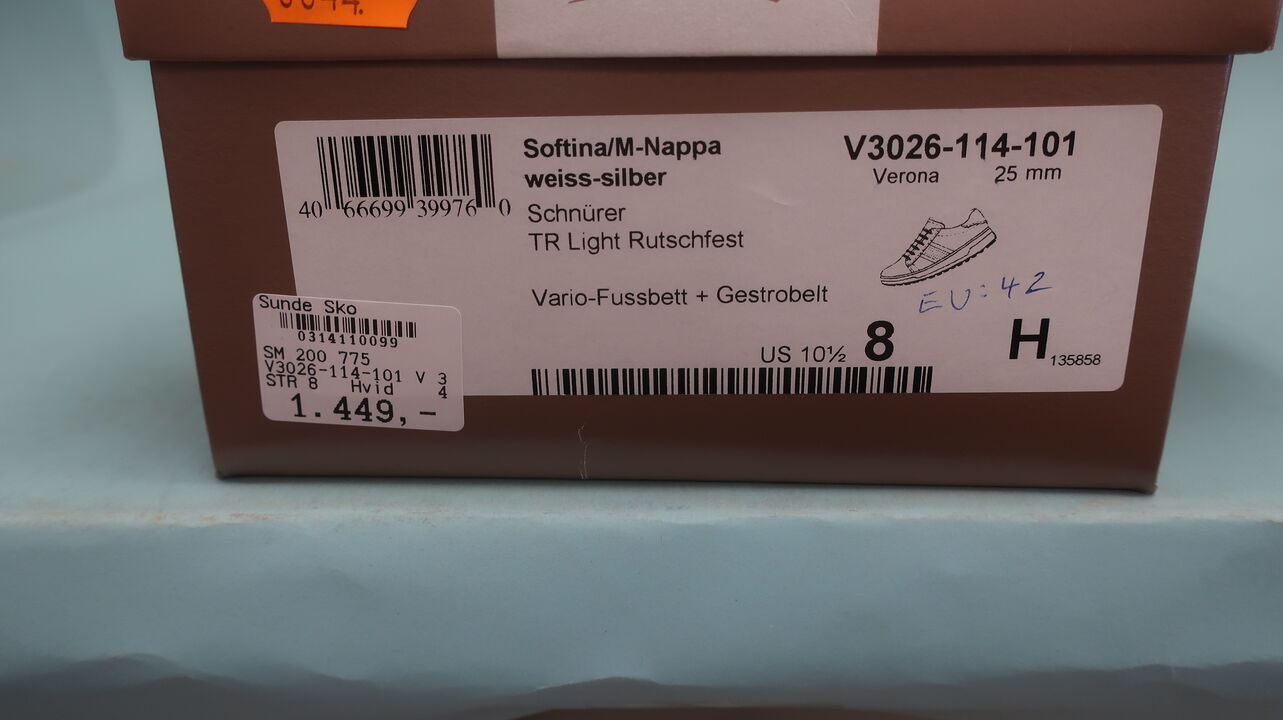 Softina/M-Nappa
weiss-silber
V3026-114-101
Verona 25 mm
40 66699 39976 0
Schnürer
TR Light Rutschfest
Vario-Fussbett + Gestrobelt
EU: 42
US 10½ 8 H 135858
Sunde Sko
0314110099
SM 200 775
V3026-114-101 V 3
STR 8 Hvid 4
1.449,-